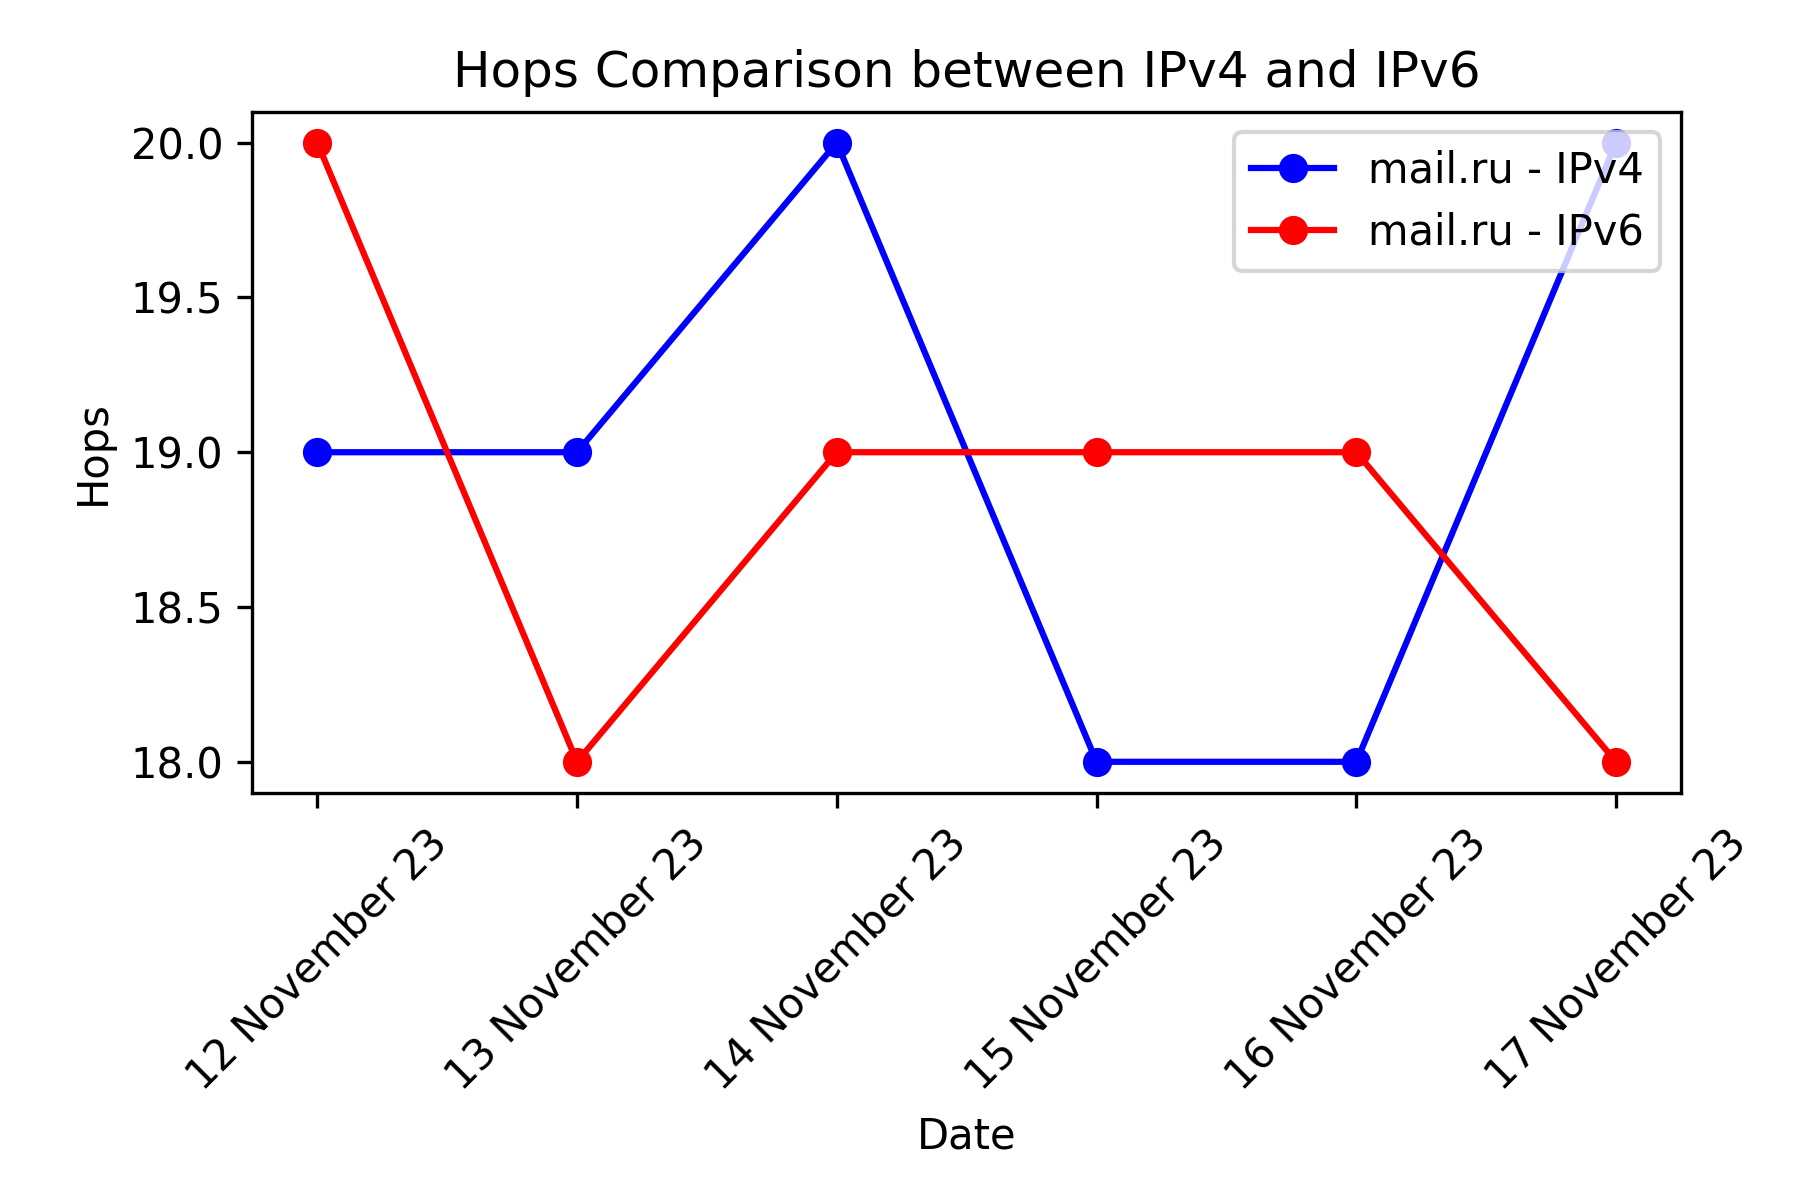 Hops Comparison between IPv4 and IPv6
20.0
19.5
19.0
18.5
18.0
Hops
mail.ru - IPv4
mail.ru - IPv6
12 November 23
13 November 23
14 November 23
15 November 23
16 November 23
17 November 23
Date